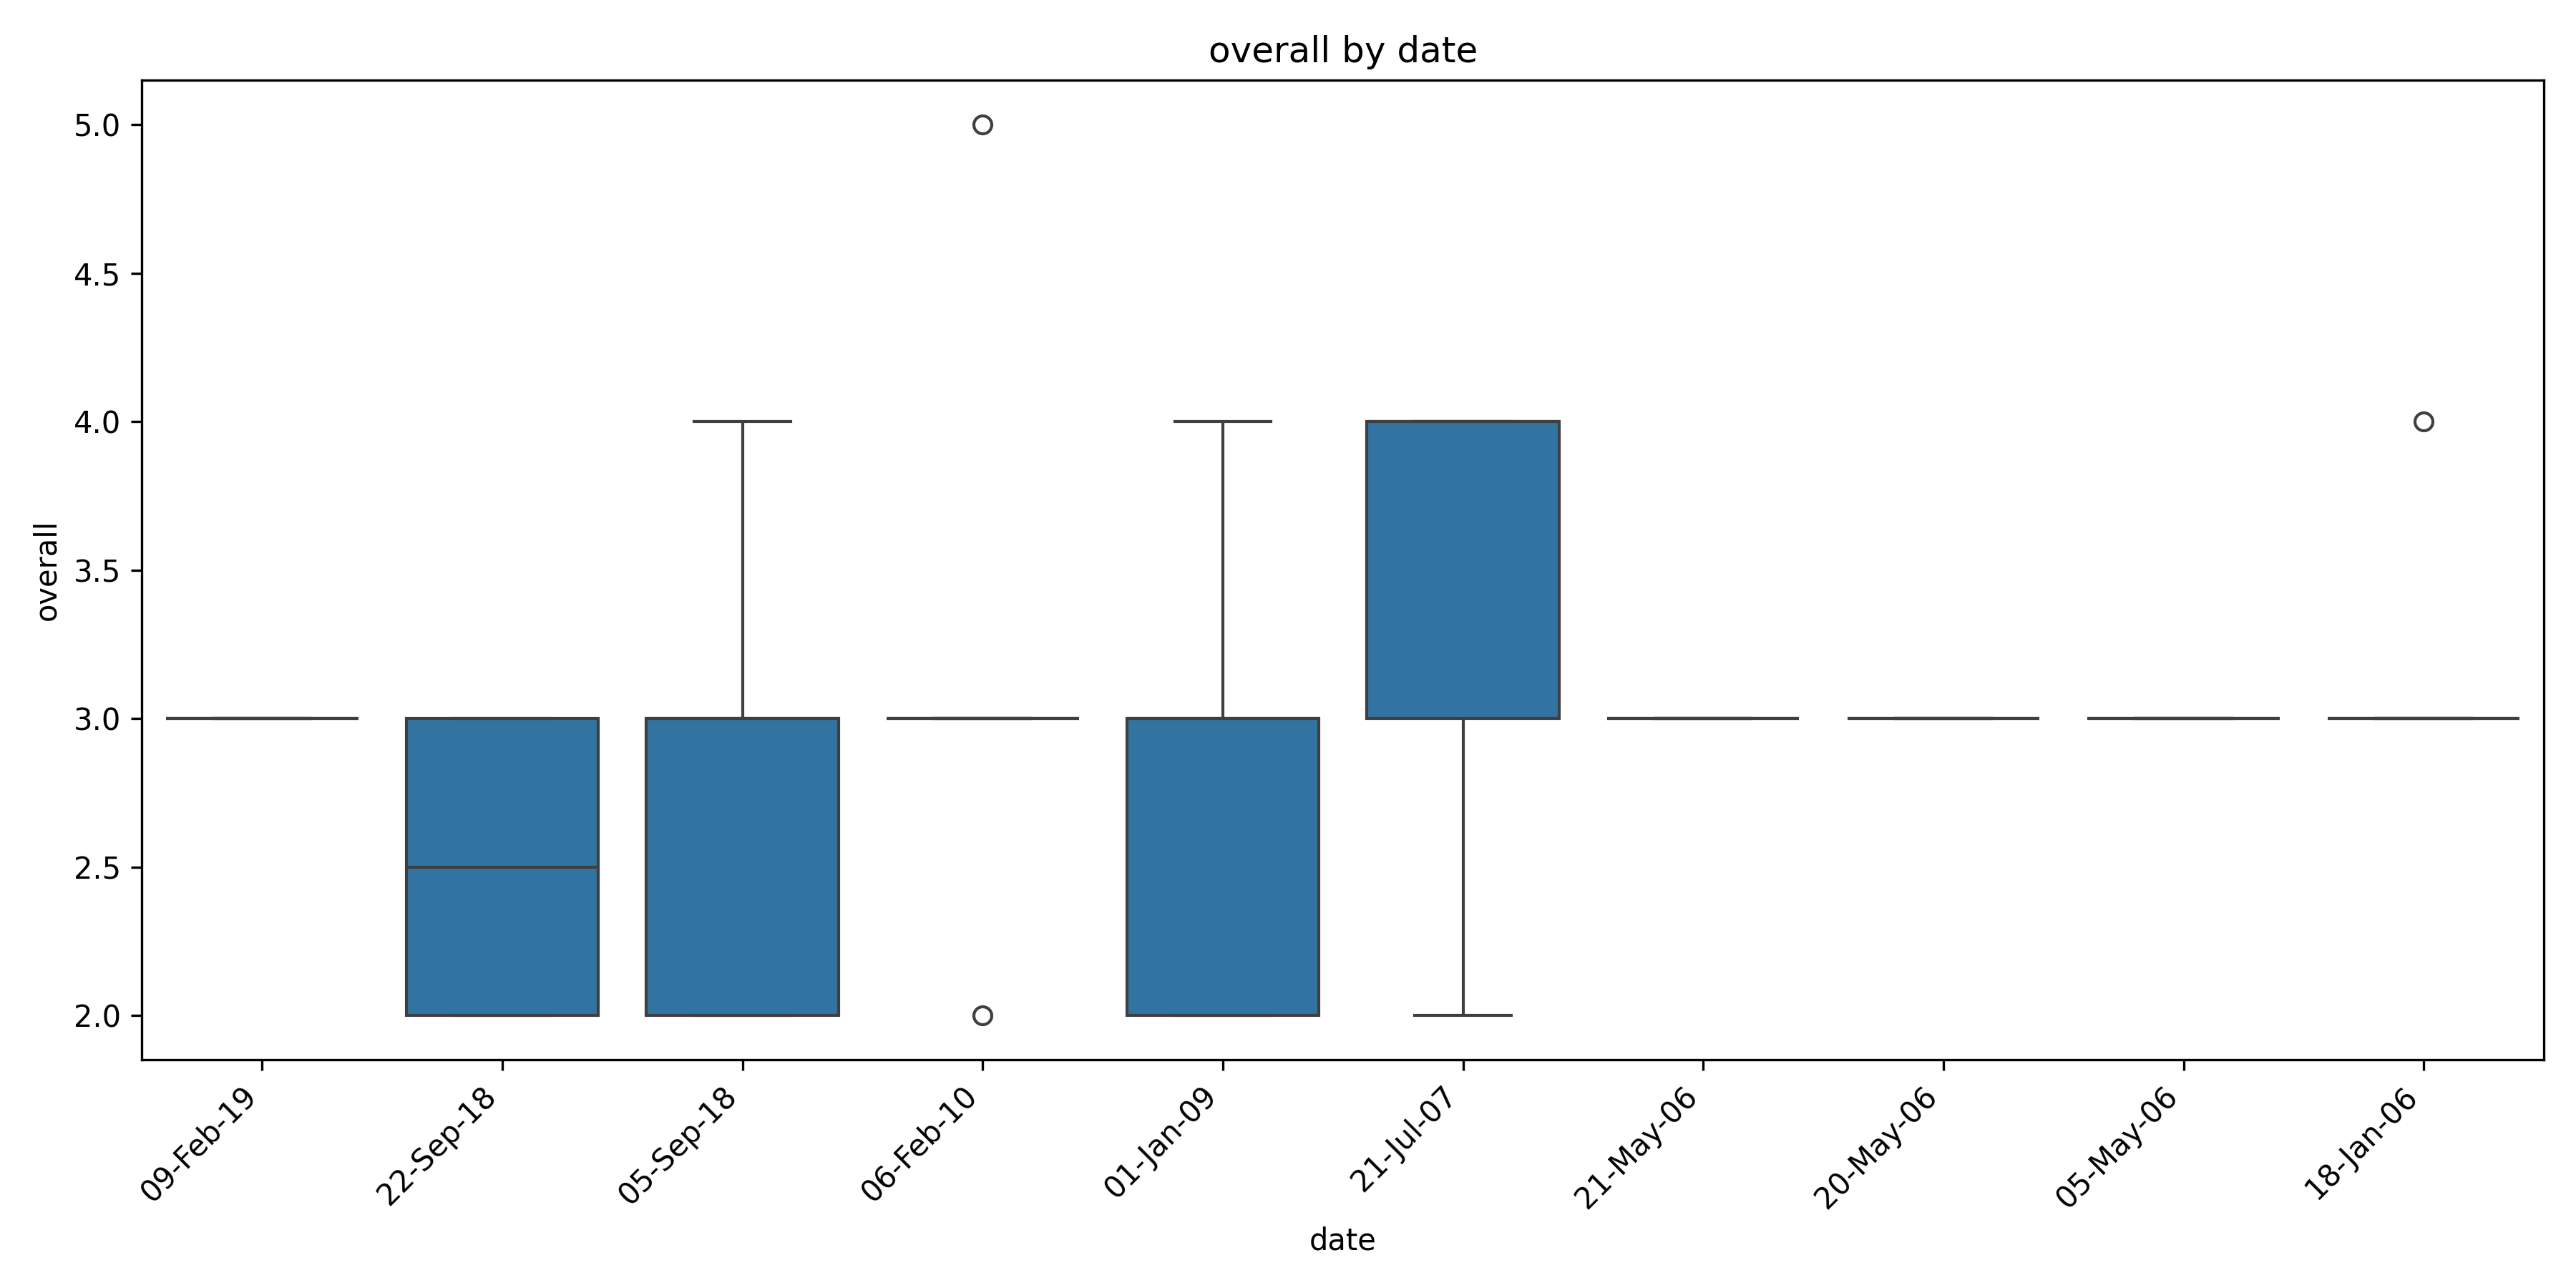 overall by date
overall
5.0
4.5
4.0
3.5
3.0
2.5
2.0
09-Feb-19
22-Sep-18
05-Sep-18
06-Feb-10
01-Jan-09
21-Jul-07
21-May-06
20-May-06
05-May-06
18-Jan-06
date